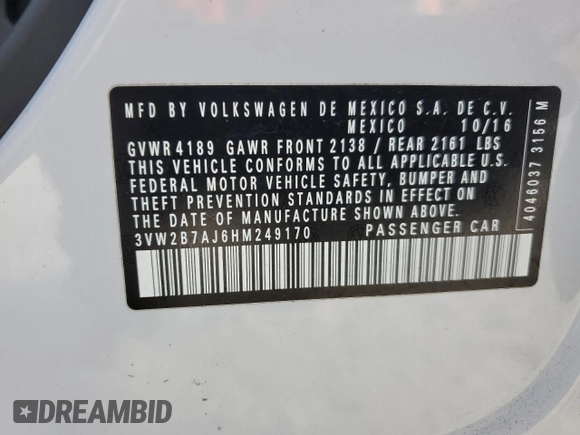 MFD BY VOLKSWAGEN DE MEXICO S.A. DE C.V.
MEXICO 10/16
GVWR 4189 GAWR FRONT 2138 / REAR 2161 LBS
THIS VEHICLE CONFORMS TO ALL APPLICABLE U.S.
FEDERAL MOTOR VEHICLE SAFETY, BUMPER AND
THEFT PREVENTION STANDARDS IN EFFECT ON
THE DATE OF MANUFACTURE SHOWN ABOVE.
3VW2B7AJ6HM249170 PASSENGER CAR
4046037 3156 M
DREAMBID